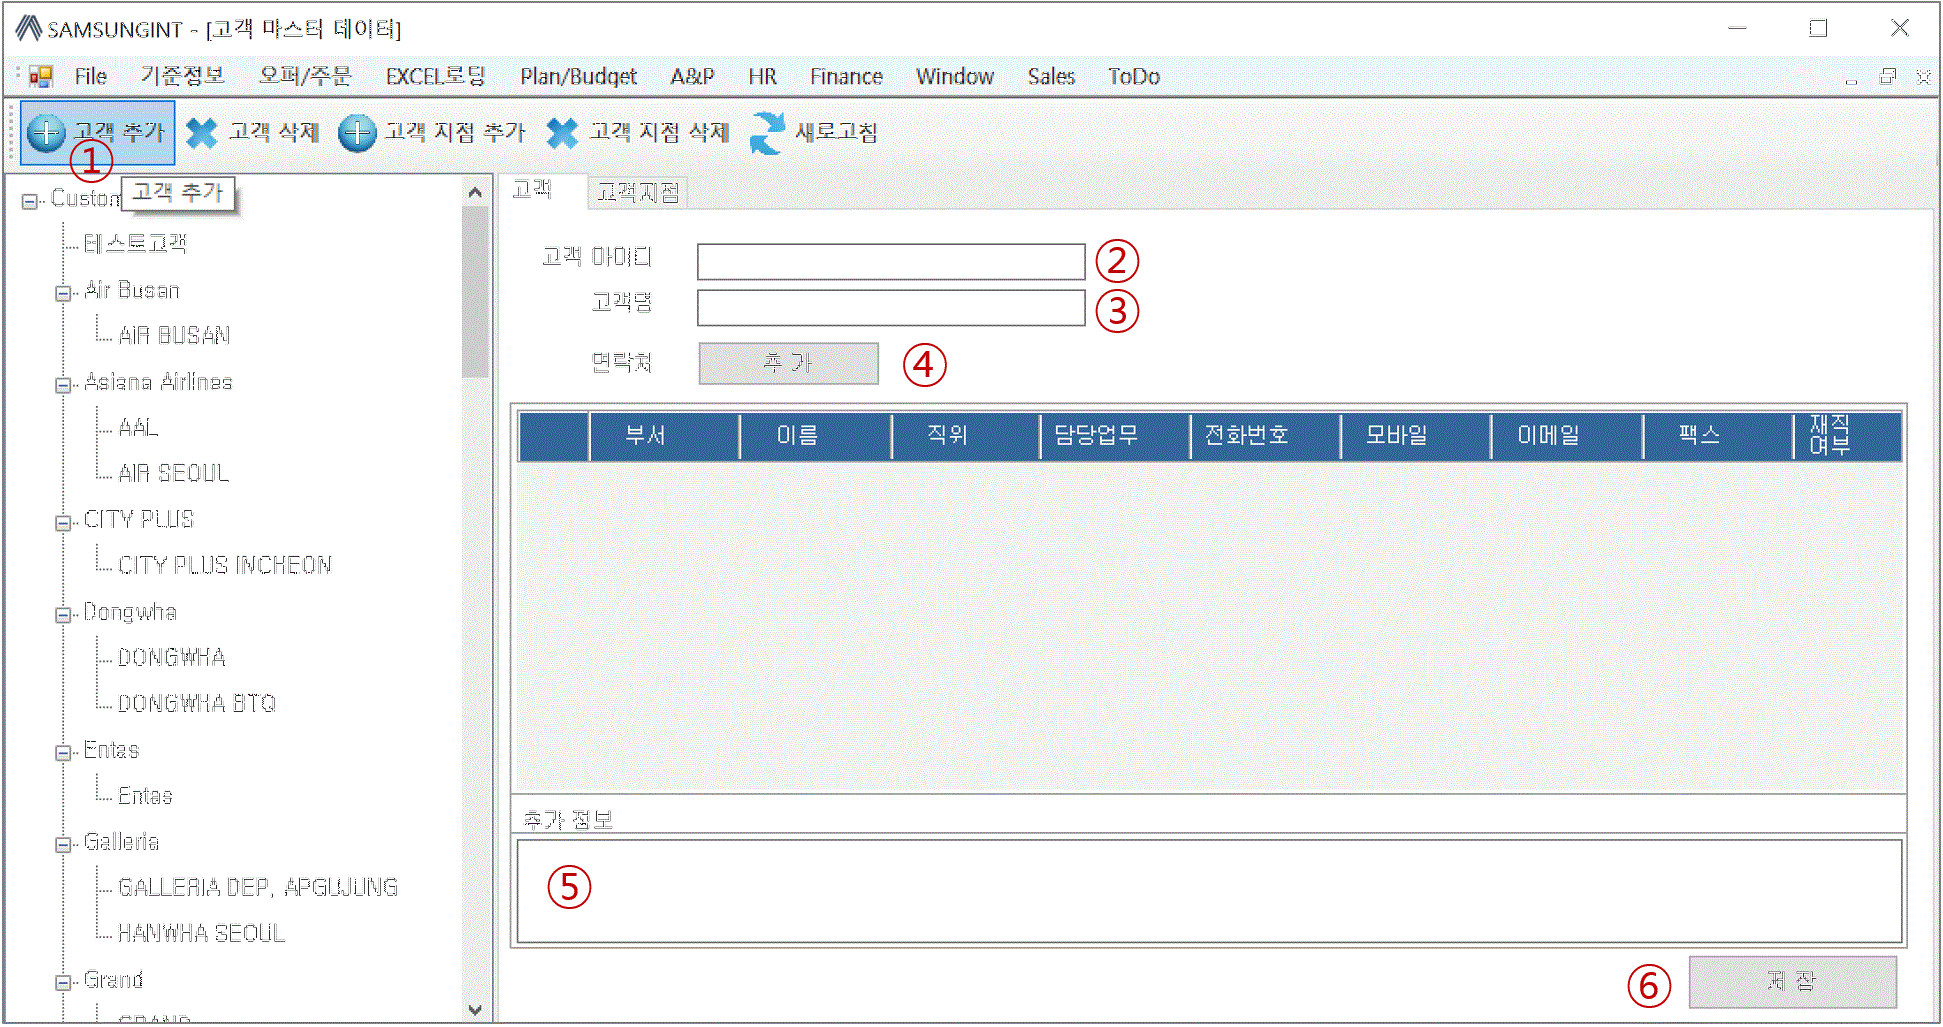 SAMSUNGINT - [고객 마스터 데이터]
File 기준정보 오퍼/주문 EXCEL로딩 Plan/Budget A&P HR Finance Window Sales ToDo
고객 추가 고객 삭제 고객 지점 추가 고객 지점 삭제 새로고침
①
고객 추가
Custom
테스트고객
Air Busan
AIR BUSAN
Asiana Airlines
AAL
AIR SEOUL
CITY PLUS
CITY PLUS INCHEON
Dongwha
DONGWHA
DONGWHA BTQ
Entas
Entas
Galleria
GALLERIA DEP, APGUJUNG
HANWHA SEOUL
Grand
GRAND
고객 고객지점
고객 아이디 ②
고객명 ③
연락처 추 가 ④
부서 이름 직위 담당업무 전화번호 모바일 이메일 팩스 재직
여부
추가 정보
⑤
⑥ 저 장